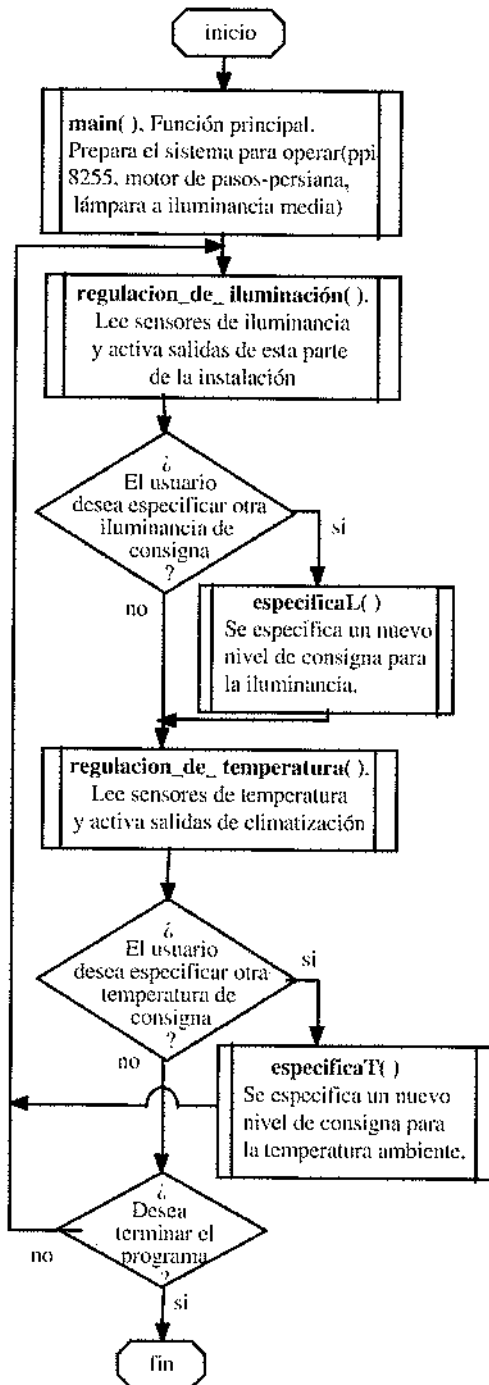 inicio
main( ), Función principal.
Prepara el sistema para operar(ppi-
8255, motor de pasos-persiana,
lámpara a iluminancia media)
regulacion_de_ iluminación( ).
Lee sensores de iluminancia
y activa salidas de esta parte
de la instalación
¿
El usuario
desea especificar otra
iluminancia de
consigna
?
si
no
especificaL( )
Se especifica un nuevo
nivel de consigna para
la iluminancia.
regulacion_de_ temperatura( ).
Lee sensores de temperatura
y activa salidas de climatización
¿
El usuario
desea especificar otra
temperatura de
consigna
?
si
no
especificaT( )
Se especifica un nuevo
nivel de consigna para
la temperatura ambiente.
¿
Desea
terminar el
programa
?
no
si
fin